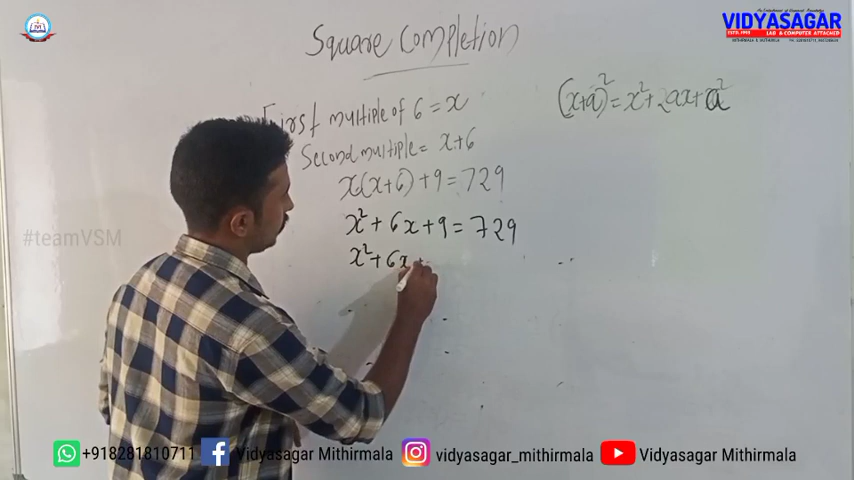 VIDYASAGAR
LAB & COMPUTER ATTACHED
Square Completion
(x+a)² = x²+2ax+a²
First multiple of 6 = x
Second multiple = x+6
x(x+6) +9 = 729
x² + 6x + 9 = 729
x² + 6x +
#teamVSM
+918281810711 Vidyasagar Mithirmala vidyasagar_mithirmala Vidyasagar Mithirmala